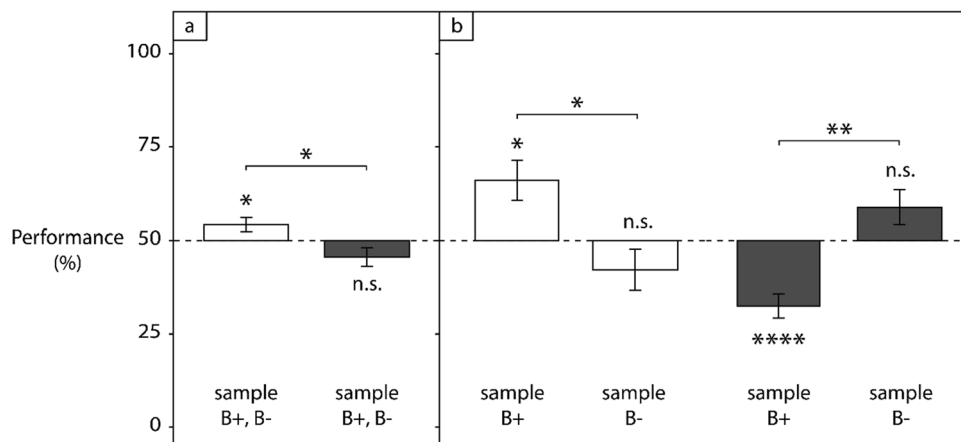 a
b
100
75
50
25
0
Performance
(%)
*
*
n.s.
*
*
n.s.
**
n.s.
****
sample
B+, B-
sample
B+, B-
sample
B+
sample
B-
sample
B+
sample
B-